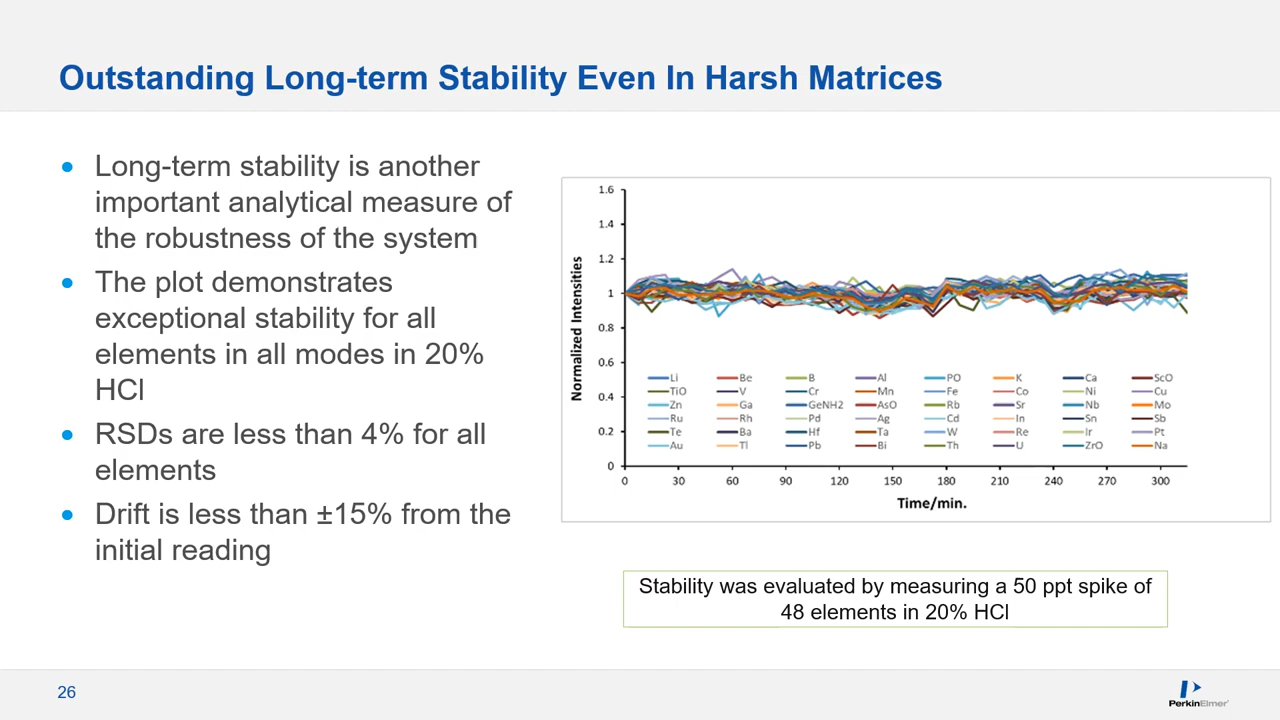 Outstanding Long-term Stability Even In Harsh Matrices
• Long-term stability is another
important analytical measure of
the robustness of the system
• The plot demonstrates
exceptional stability for all
elements in all modes in 20%
HCl
• RSDs are less than 4% for all
elements
• Drift is less than ±15% from the
initial reading
Normalized Intensities
1.6
1.4
1.2
1
0.8
0.6
0.4
0.2
0
Li Be B Al PO K Ca ScO
TiO V Cr Mn Fe Co Ni Cu
Zn Ga GeNH2 AsO Rb Sr Nb Mo
Ru Rh Pd Ag Cd In Sn Sb
Te Ba Hf Ta W Re Ir Pt
Au Tl Pb Bi Th U ZrO Na
0 30 60 90 120 150 180 210 240 270 300
Time/min.
Stability was evaluated by measuring a 50 ppt spike of
48 elements in 20% HCl
26
PerkinElmer